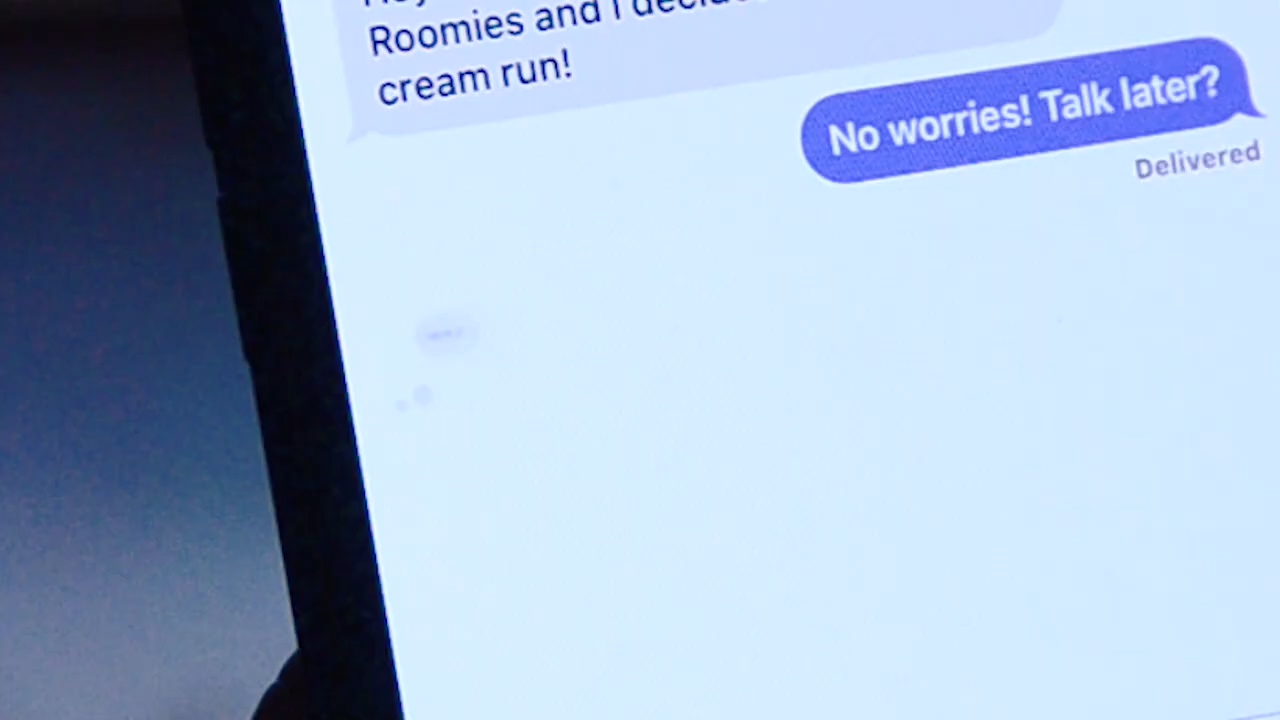 Roomies and I
cream run!
No worries! Talk later?
Delivered